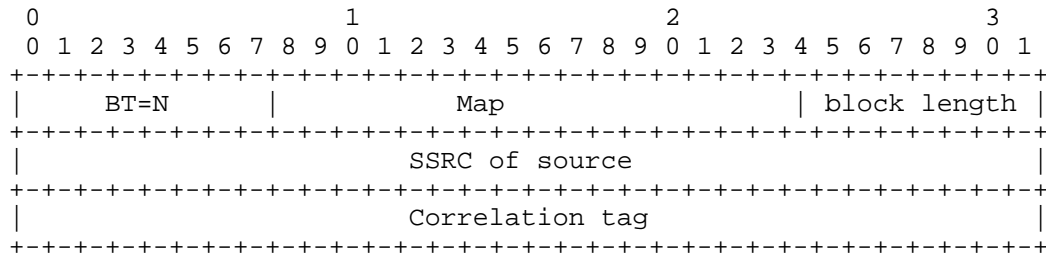 0                   1                   2                   3
  0 1 2 3 4 5 6 7 8 9 0 1 2 3 4 5 6 7 8 9 0 1 2 3 4 5 6 7 8 9 0 1
+-+-+-+-+-+-+-+-+-+-+-+-+-+-+-+-+-+-+-+-+-+-+-+-+-+-+-+-+-+-+-+-+
|     BT=N      |           Map                  | block length |
+-+-+-+-+-+-+-+-+-+-+-+-+-+-+-+-+-+-+-+-+-+-+-+-+-+-+-+-+-+-+-+-+
|                        SSRC of source                         |
+-+-+-+-+-+-+-+-+-+-+-+-+-+-+-+-+-+-+-+-+-+-+-+-+-+-+-+-+-+-+-+-+
|                        Correlation tag                        |
+-+-+-+-+-+-+-+-+-+-+-+-+-+-+-+-+-+-+-+-+-+-+-+-+-+-+-+-+-+-+-+-+